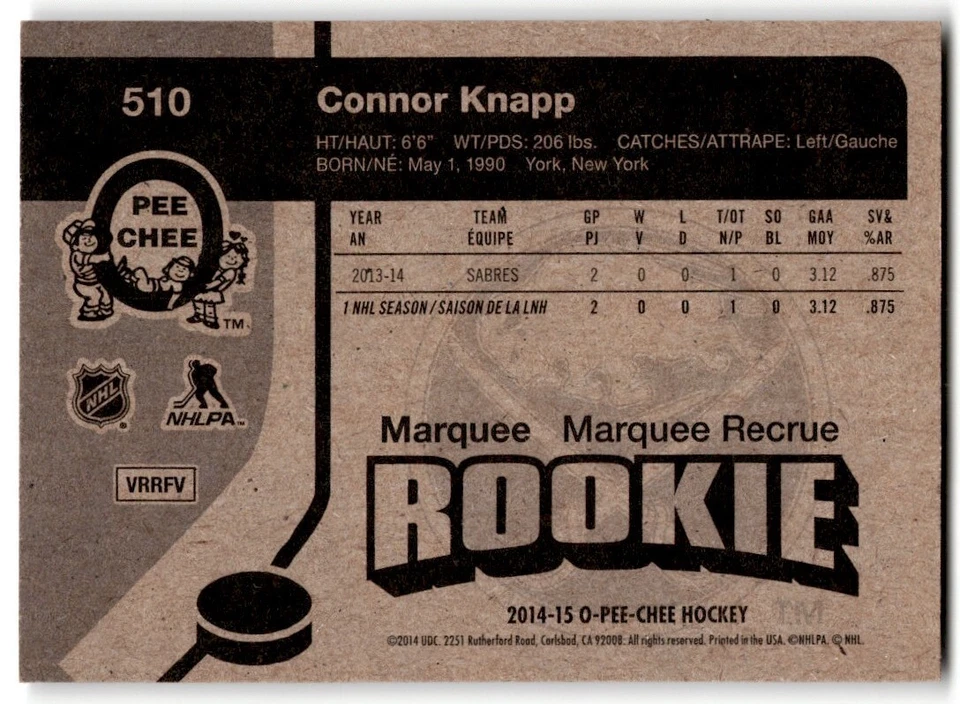 510
Connor Knapp
HT/HAUT: 6'6" WT/PDS: 206 lbs. CATCHES/ATTRAPE: Left/Gauche
BORN/NÉ: May 1, 1990 York, New York
PEE
CHEE
TM
YEAR TEAM GP W L T/OT SO GAA SV&
AN ÉQUIPE PJ V D N/P BL MOY %AR
2013-14 SABRES 2 0 0 1 0 3.12 .875
1 NHL SEASON / SAISON DE LA LNH 2 0 0 1 0 3.12 .875
NHL
NHLPA
VRRFV
Marquee Marquee Recrue
ROOKIE
2014-15 O-PEE-CHEE HOCKEY
©2014 UDC. 2251 Rutherford Road, Carlsbad, CA 92008. All rights reserved. Printed in the USA. ©NHLPA. © NHL.